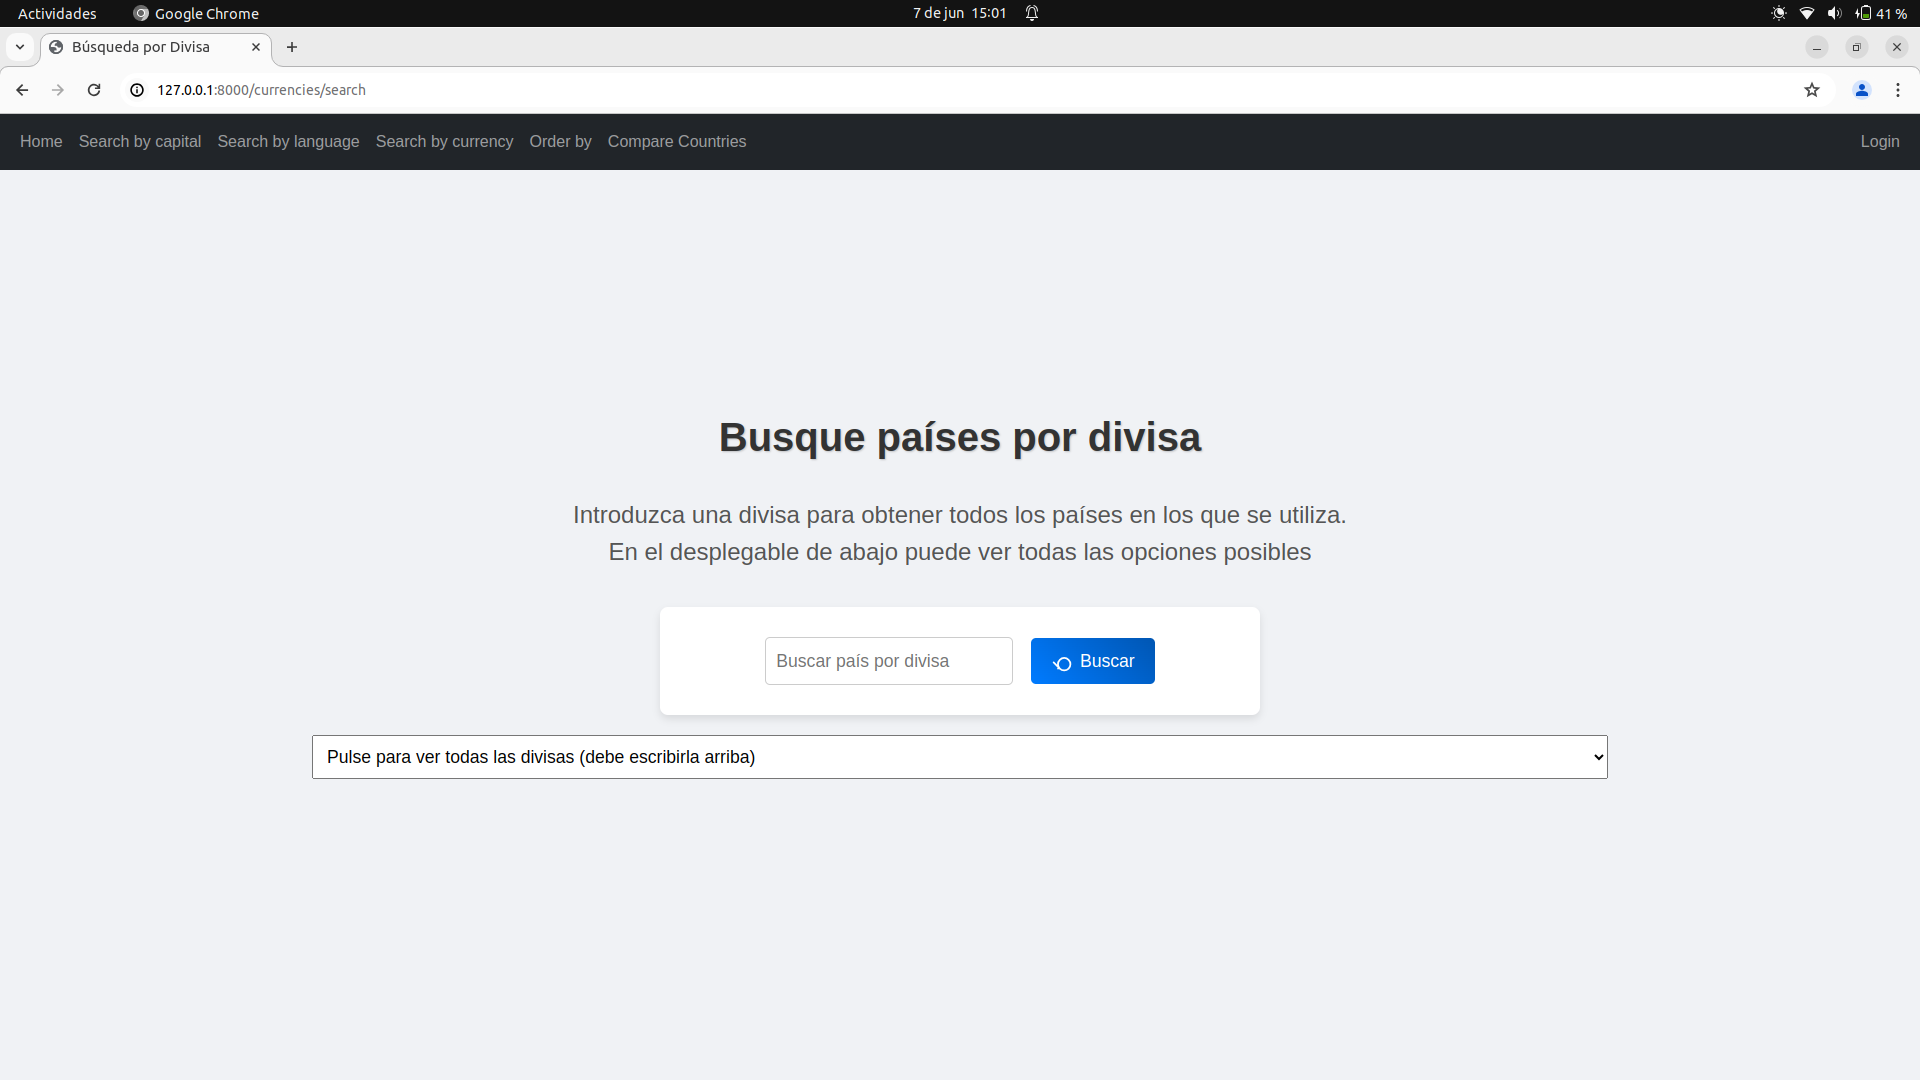 Actividades Google Chrome 7 de jun 15:01 41 %
Búsqueda por Divisa
127.0.0.1:8000/currencies/search
Home Search by capital Search by language Search by currency Order by Compare Countries Login
Busque países por divisa
Introduzca una divisa para obtener todos los países en los que se utiliza.
En el desplegable de abajo puede ver todas las opciones posibles
Buscar país por divisa Buscar
Pulse para ver todas las divisas (debe escribirla arriba)